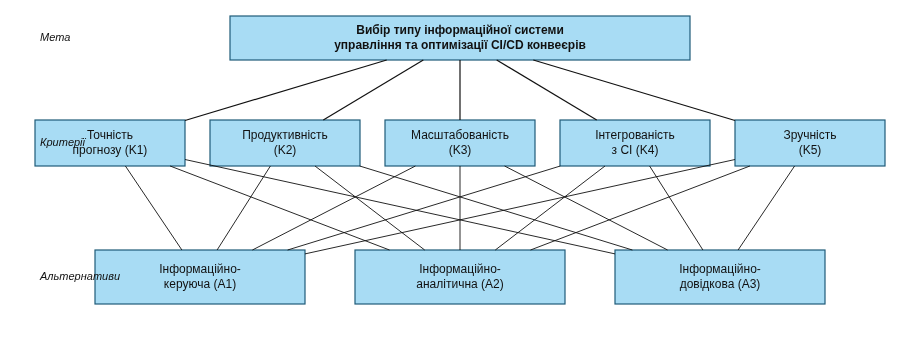 Мета
Вибір типу інформаційної системи
управління та оптимізації CI/CD конвеєрів
Критерії
Точність
прогнозу (К1)
Продуктивність
(К2)
Масштабованість
(К3)
Інтегрованість
з CI (К4)
Зручність
(К5)
Альтернативи
Інформаційно-
керуюча (А1)
Інформаційно-
аналітична (А2)
Інформаційно-
довідкова (А3)